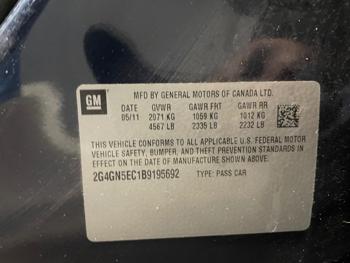 GM
MFD BY GENERAL MOTORS OF CANADA LTD.
DATE GVWR GAWR FRT GAWR RR
05/11 2071 KG 1059 KG 1012 KG
4567 LB 2335 LB 2232 LB
THIS VEHICLE CONFORMS TO ALL APPLICABLE U.S. FEDERAL
VEHICLE SAFETY, BUMPER, AND THEFT PREVENTION STANDARDS
IN EFFECT ON THE DATE OF MANUFACTURE SHOWN ABOVE.
2G4GN5EC1B9195692 TYPE: PASS CAR